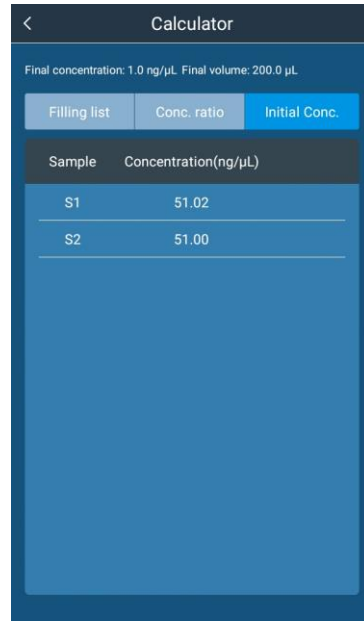 Calculator
Final concentration: 1.0 ng/µL Final volume: 200.0 µL
Filling list Conc. ratio Initial Conc.
Sample Concentration(ng/µL)
S1 51.02
S2 51.00